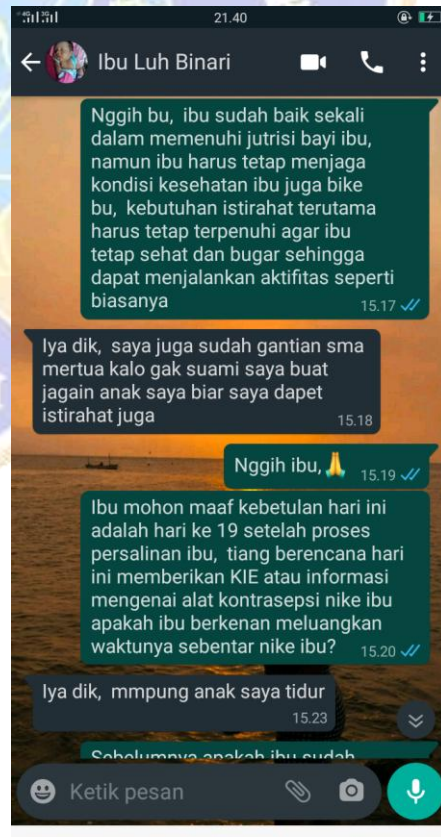 4G 3G
21.40
Ibu Luh Binari
Nggih bu, ibu sudah baik sekali
dalam memenuhi jutrisi bayi ibu,
namun ibu harus tetap menjaga
kondisi kesehatan ibu juga bike
bu, kebutuhan istirahat terutama
harus tetap terpenuhi agar ibu
tetap sehat dan bugar sehingga
dapat menjalankan aktifitas seperti
biasanya
15.17
Iya dik, saya juga sudah gantian sma
mertua kalo gak suami saya buat
jagain anak saya biar saya dapet
istirahat juga
15.18
Nggih ibu,🙏 15.19
Ibu mohon maaf kebetulan hari ini
adalah hari ke 19 setelah proses
persalinan ibu, tiang berencana hari
ini memberikan KIE atau informasi
mengenai alat kontrasepsi nike ibu
apakah ibu berkenan meluangkan
waktunya sebentar nike ibu? 15.20
Iya dik, mmpung anak saya tidur
15.23
Sebelumnya apakah ibu sudah
Ketik pesan